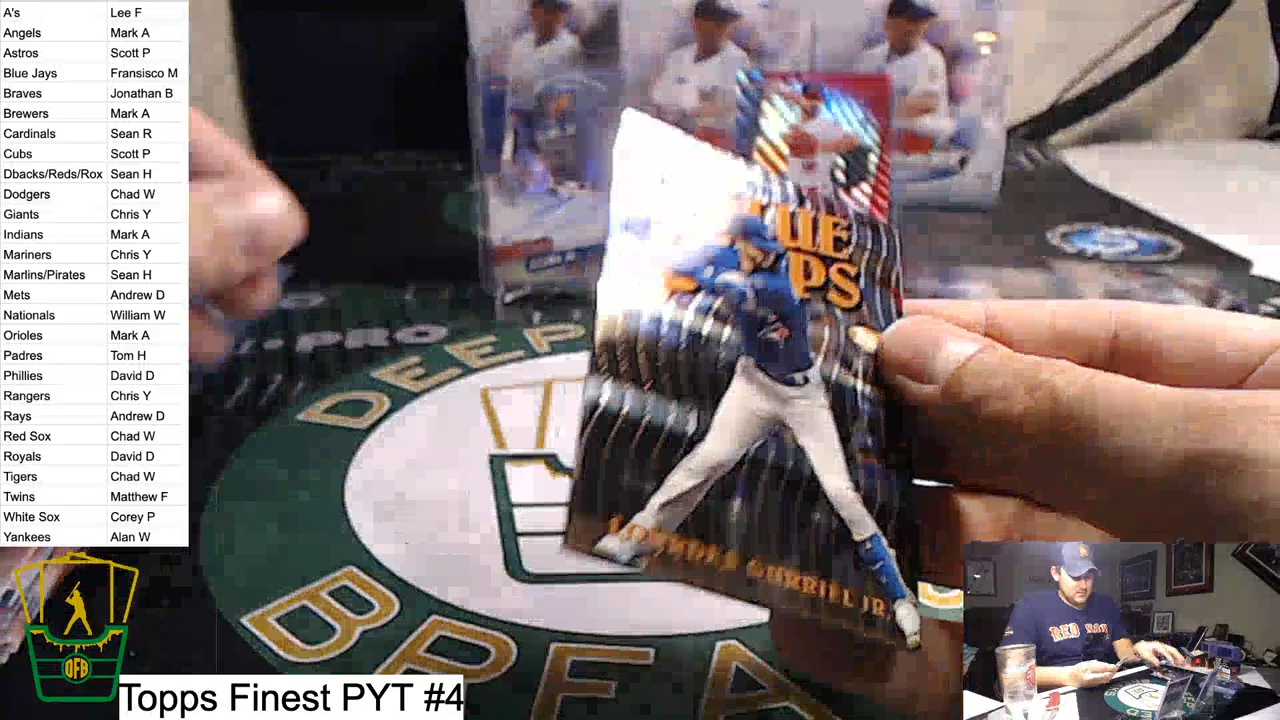 A's Lee F
Angels Mark A
Astros Scott P
Blue Jays Fransisco M
Braves Jonathan B
Brewers Mark A
Cardinals Sean R
Cubs Scott P
Dbacks/Reds/Rox Sean H
Dodgers Chad W
Giants Chris Y
Indians Mark A
Mariners Chris Y
Marlins/Pirates Sean H
Mets Andrew D
Nationals William W
Orioles Mark A
Padres Tom H
Phillies David D
Rangers Chris Y
Rays Andrew D
Red Sox Chad W
Royals David D
Tigers Chad W
Twins Matthew F
White Sox Corey P
Yankees Alan W
PRO
DEEP
BREA
GURRIEL JR.
RED
DFB
Topps Finest PYT #4